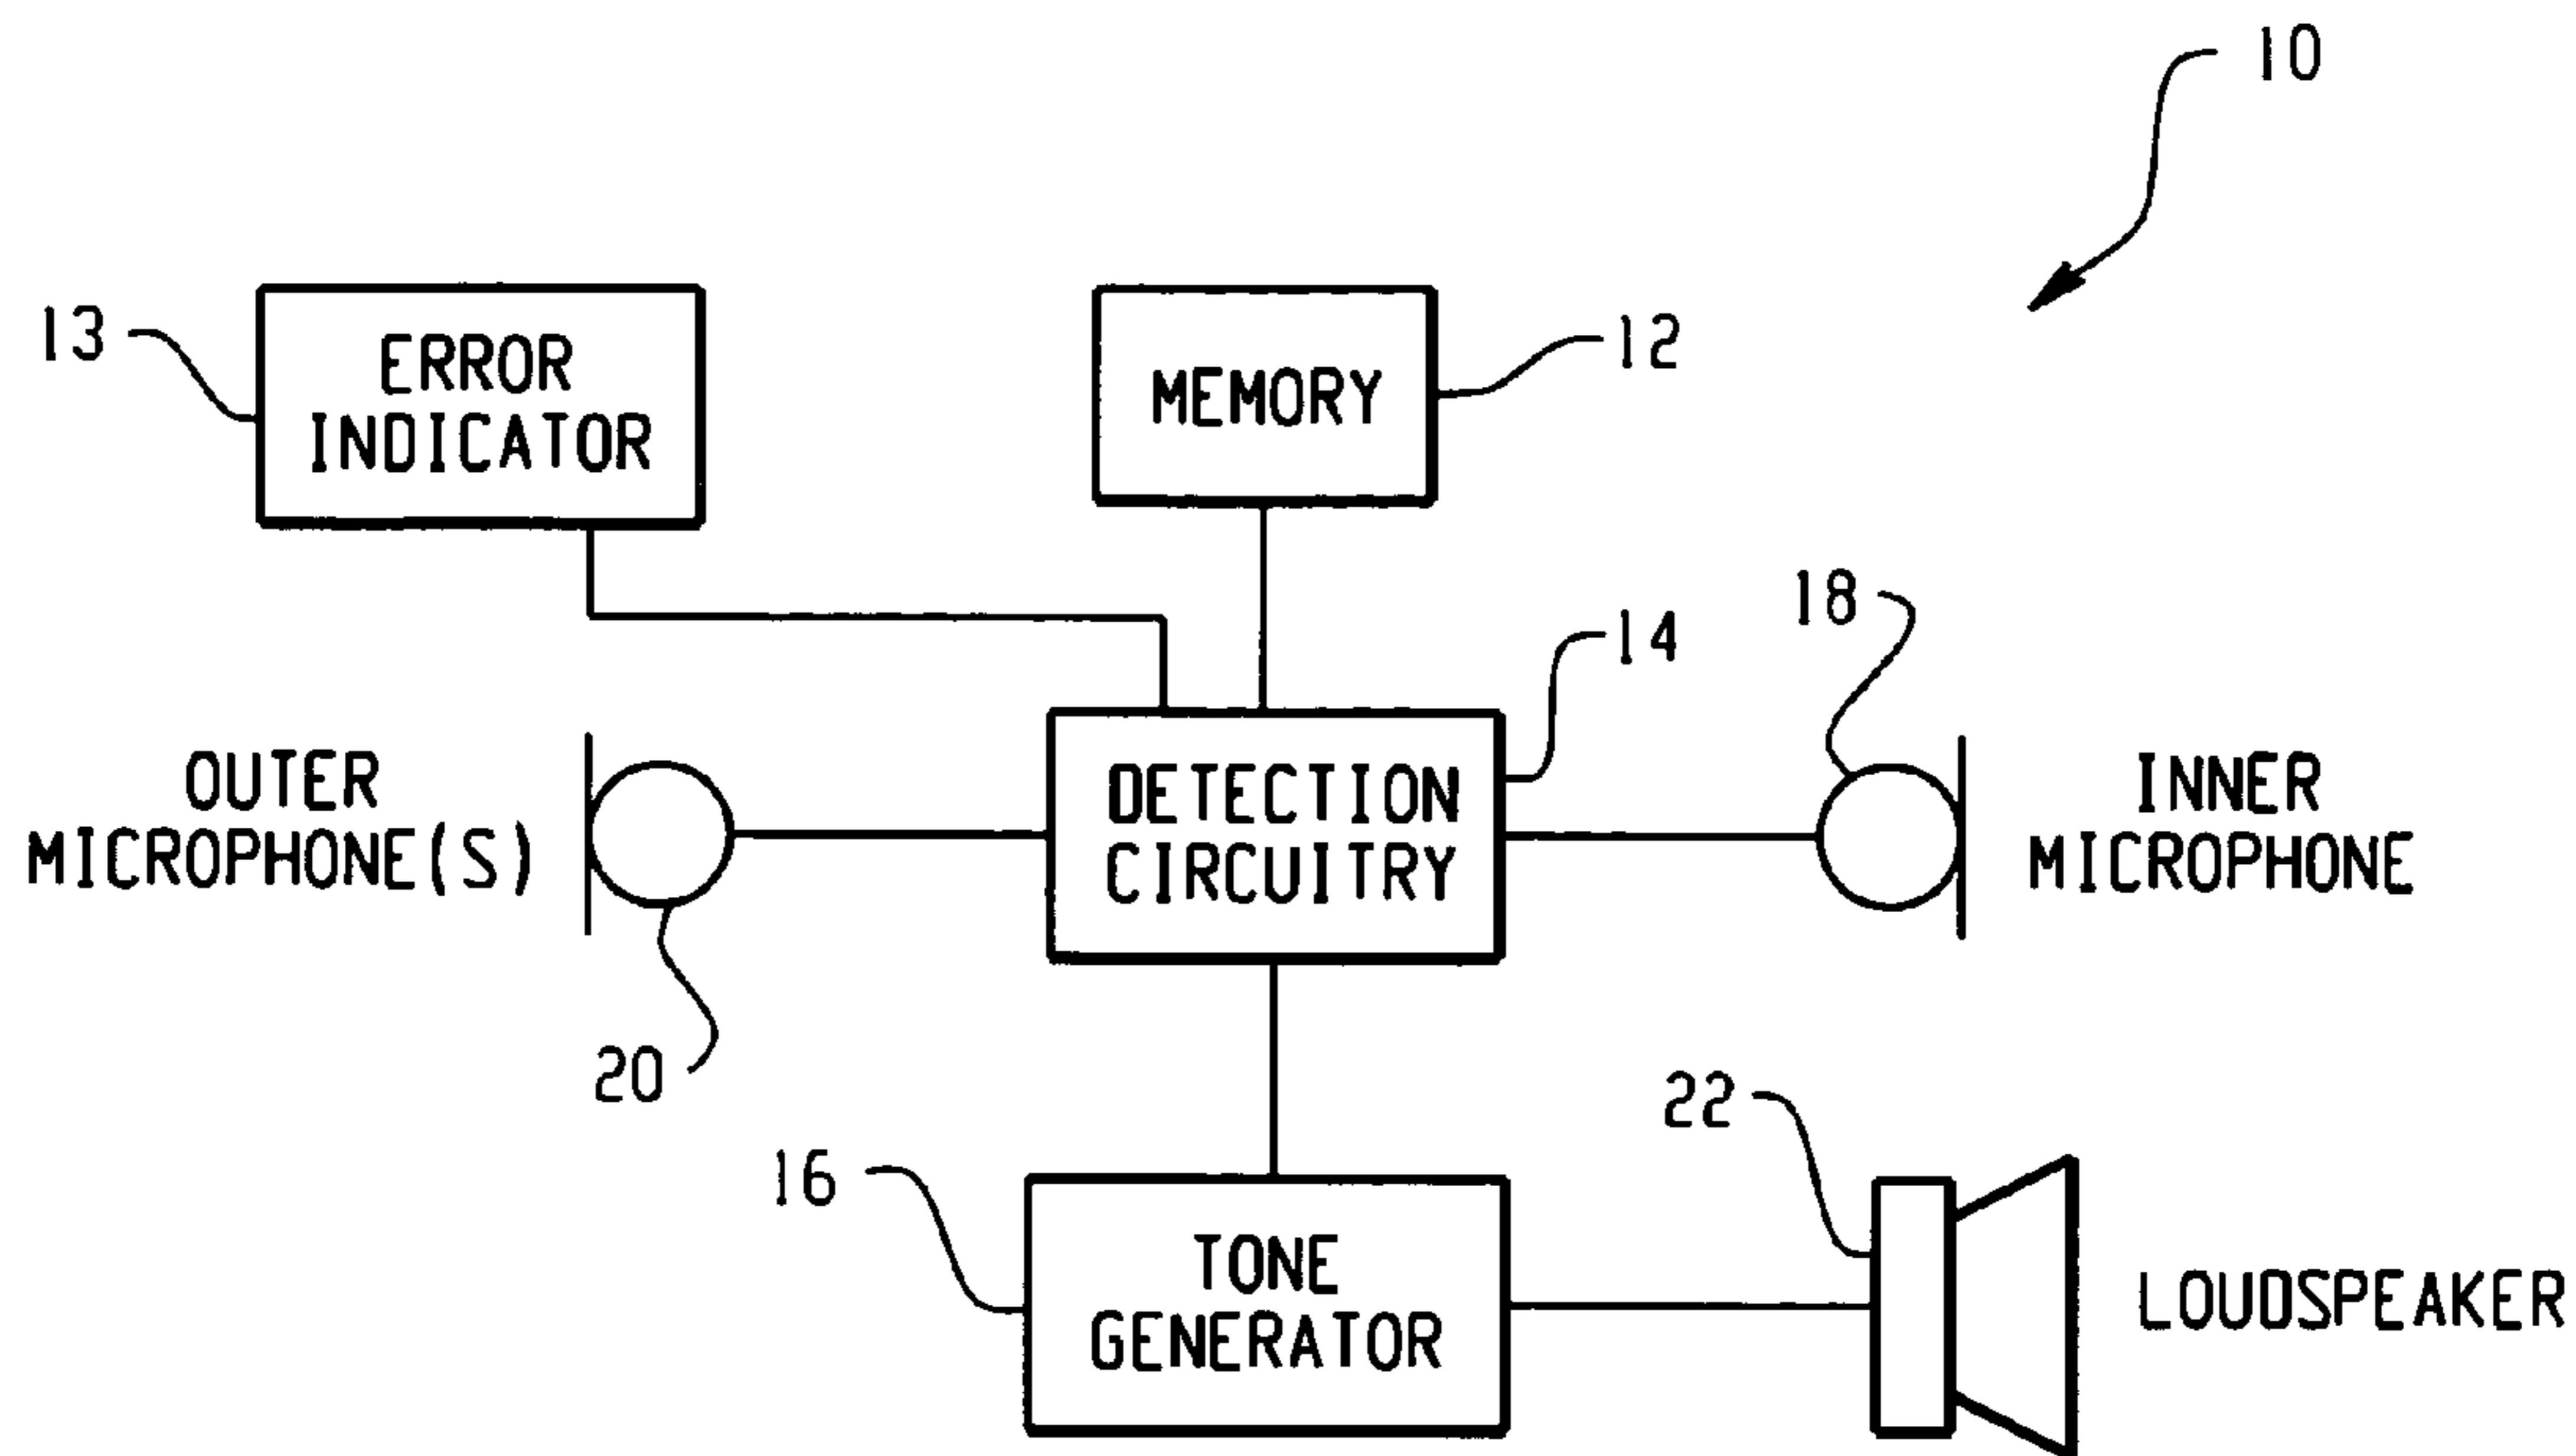 10
13
ERROR
INDICATOR
MEMORY
12
14
18
OUTER
MICROPHONE(S)
DETECTION
CIRCUITRY
INNER
MICROPHONE
20
22
16
TONE
GENERATOR
LOUDSPEAKER